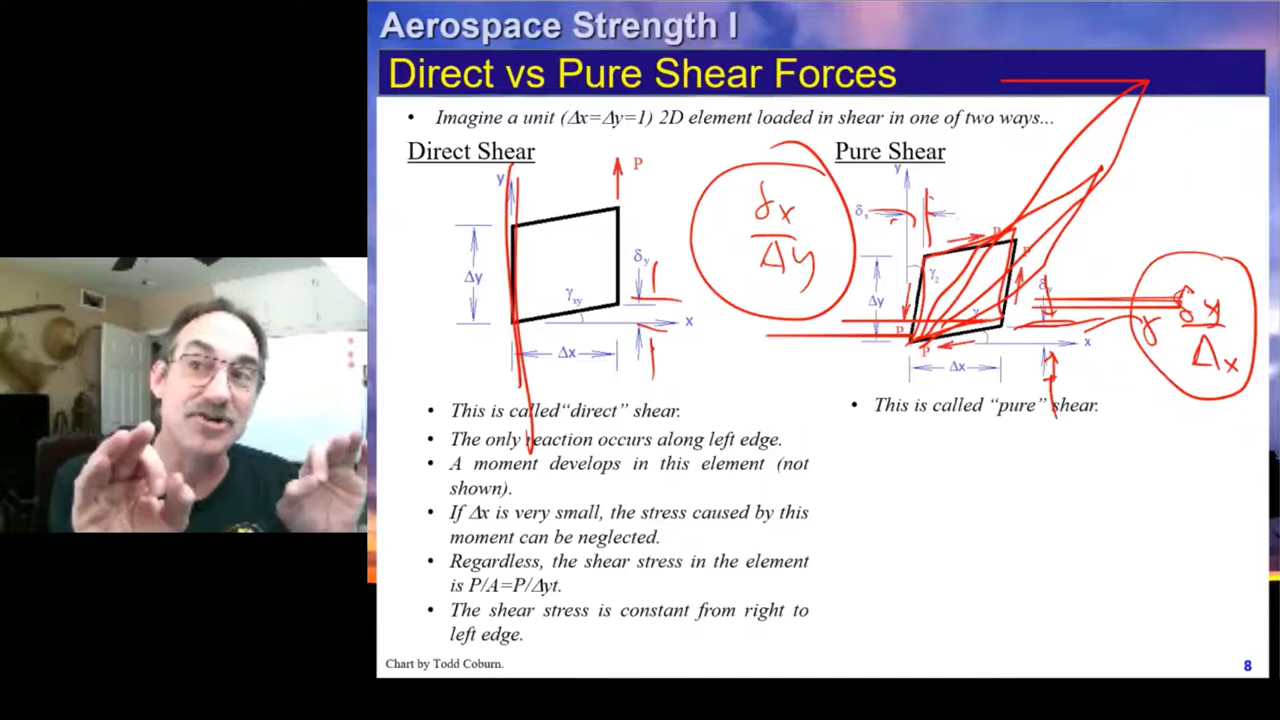 Aerospace Strength I
Direct vs Pure Shear Forces
• Imagine a unit (Δx=Δy=1) 2D element loaded in shear in one of two ways...
Direct Shear
y
P
Δy
δy
γxy
x
Δx
• This is called“direct” shear.
• The only reaction occurs along left edge.
• A moment develops in this element (not
shown).
• If Δx is very small, the stress caused by this
moment can be neglected.
• Regardless, the shear stress in the element
is P/A=P/Δyt.
• The shear stress is constant from right to
left edge.
δx
Δy
Pure Shear
y
δx
P
P
γ2
Δy
δy
P
x
P
Δx
γ
δy
Δx
• This is called “pure” shear.
Chart by Todd Coburn.
8